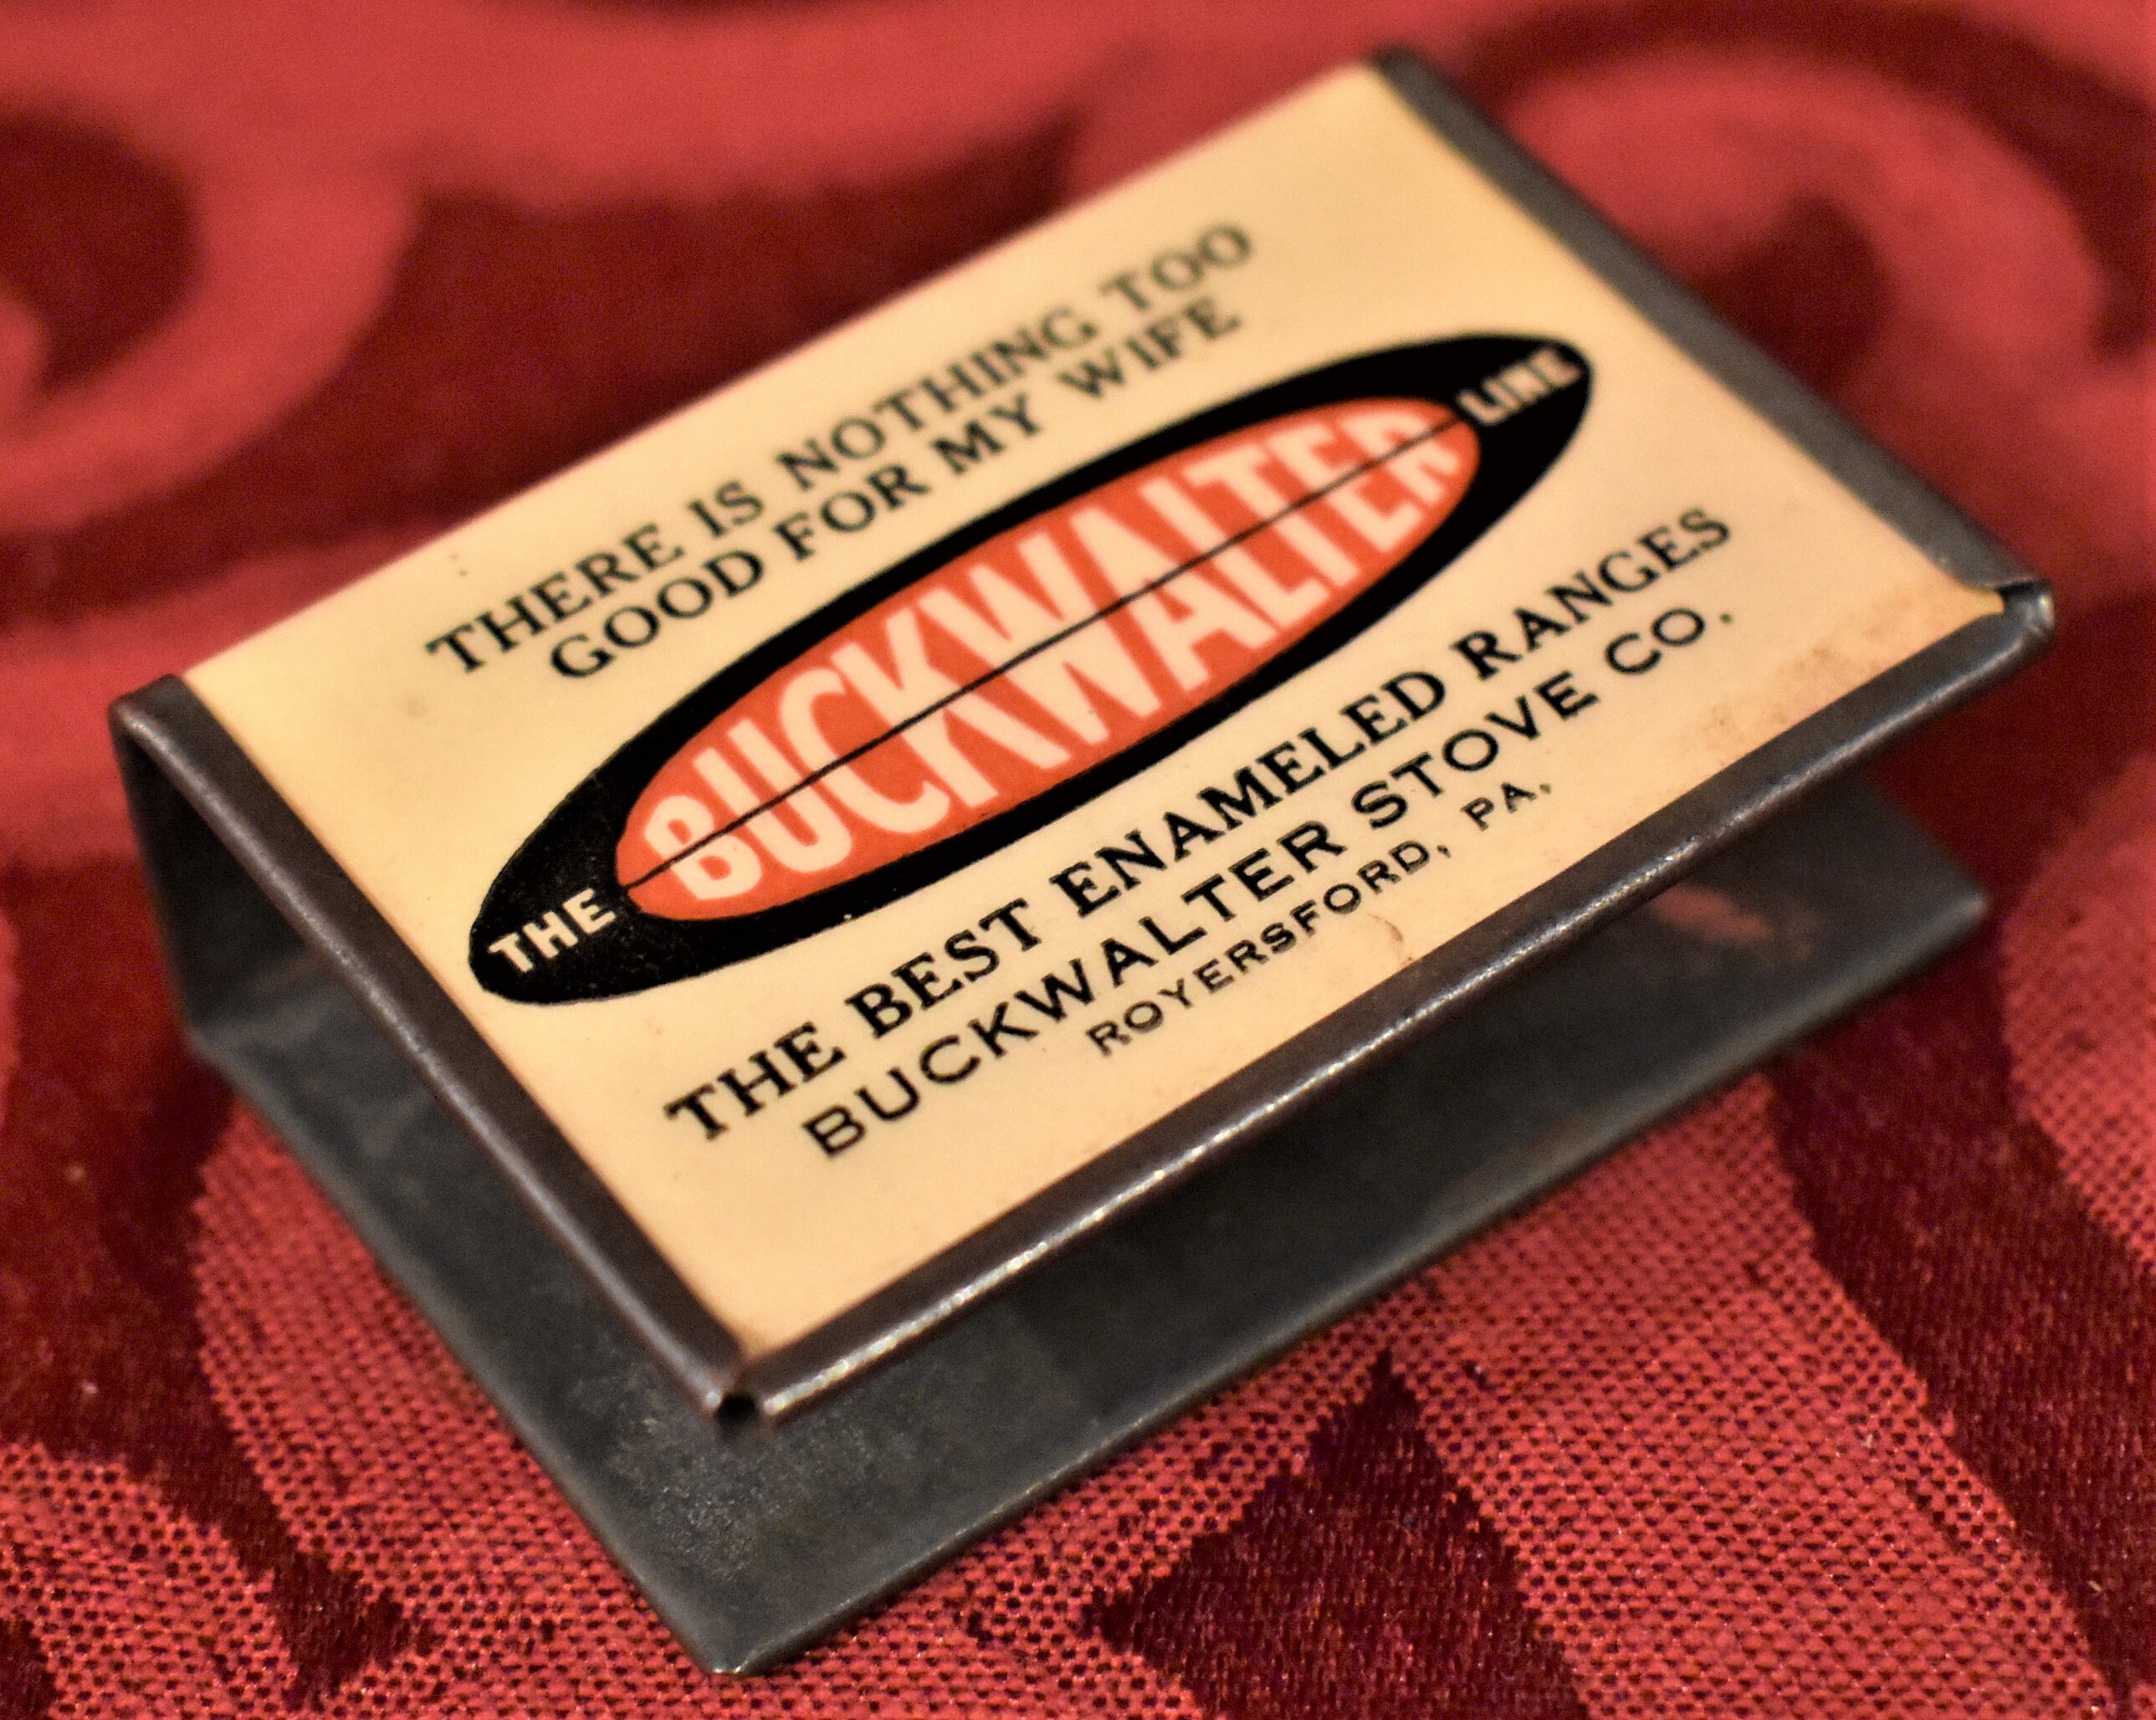 THERE IS NOTHING TOO
GOOD FOR MY WIFE
THE BUCKWALTER LINE
THE BEST ENAMELED RANGES
BUCKWALTER STOVE CO.
ROYERSFORD, PA.